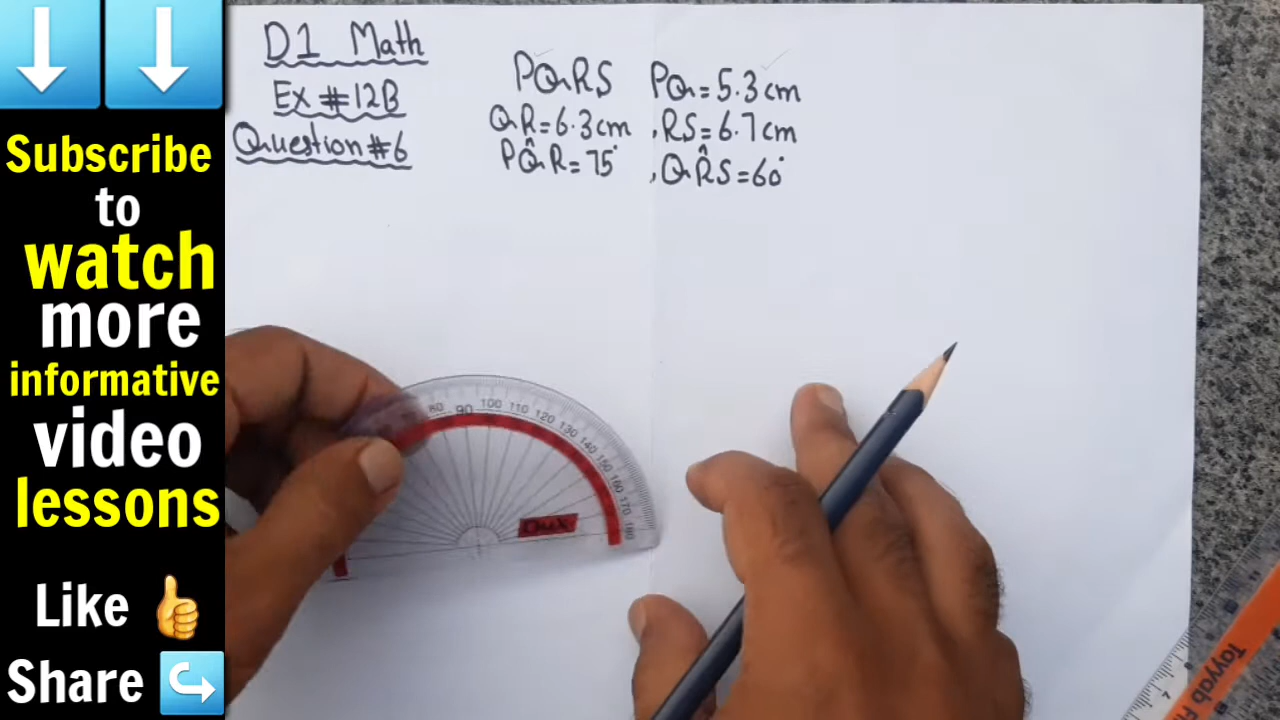 Subscribe
to
watch
more
informative
video
lessons
Like
Share
D1 Math
Ex #12B
Question #6
PQRS PQ=5.3cm
QR=6.3cm, RS=6.7cm
PQ̂R=75°, QR̂S=60°
80 90 100 110 120 130 140 150 160 170 180
Dux
Tayyab